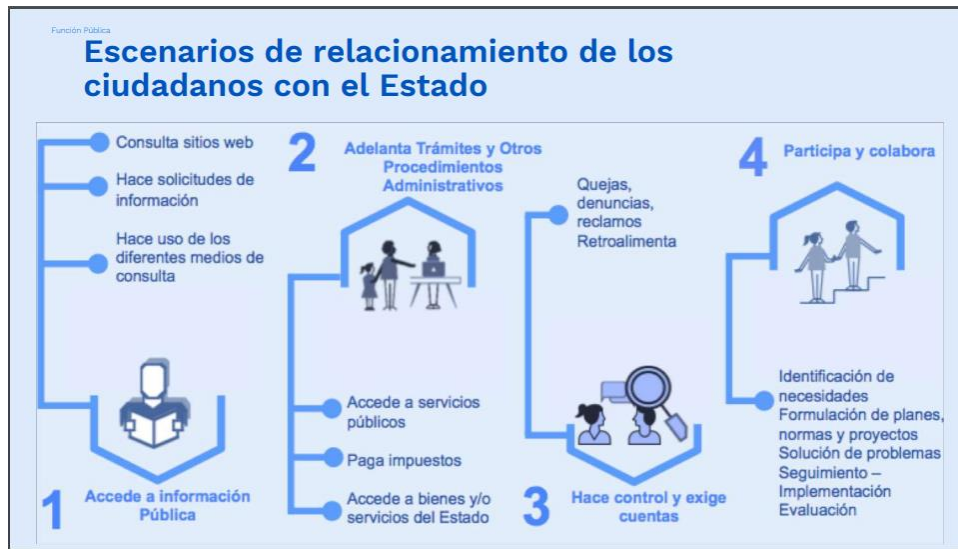 Función Pública
Escenarios de relacionamiento de los
ciudadanos con el Estado
Consulta sitios web
Hace solicitudes de
información
Hace uso de los
diferentes medios de
consulta
1
Accede a información
Pública
2
Adelanta Trámites y Otros
Procedimientos
Administrativos
Accede a servicios
públicos
Paga impuestos
Accede a bienes y/o
servicios del Estado
Quejas,
denuncias,
reclamos
Retroalimenta
3
Hace control y exige
cuentas
4
Participa y colabora
Identificación de
necesidades
Formulación de planes,
normas y proyectos
Solución de problemas
Seguimiento –
Implementación
Evaluación